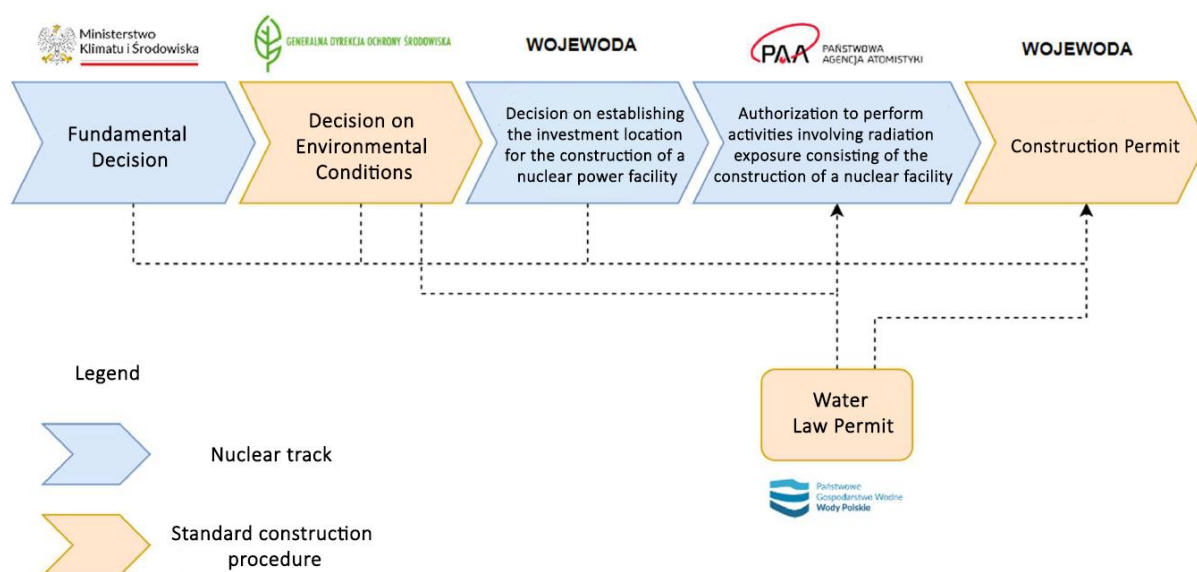 Ministerstwo
Klimatu i Środowiska
GENERALNA DYREKCJA OCHRONY ŚRODOWISKA
WOJEWODA
PAA
PAŃSTWOWA
AGENCJA ATOMISTYKI
WOJEWODA
Fundamental
Decision
Decision on
Environmental
Conditions
Decision on establishing
the investment location
for the construction of a
nuclear power facility
Authorization to perform
activities involving radiation
exposure consisting of the
construction of a nuclear facility
Construction Permit
Water
Law Permit
Państwowe
Gospodarstwo Wodne
Wody Polskie
Legend
Nuclear track
Standard construction
procedure